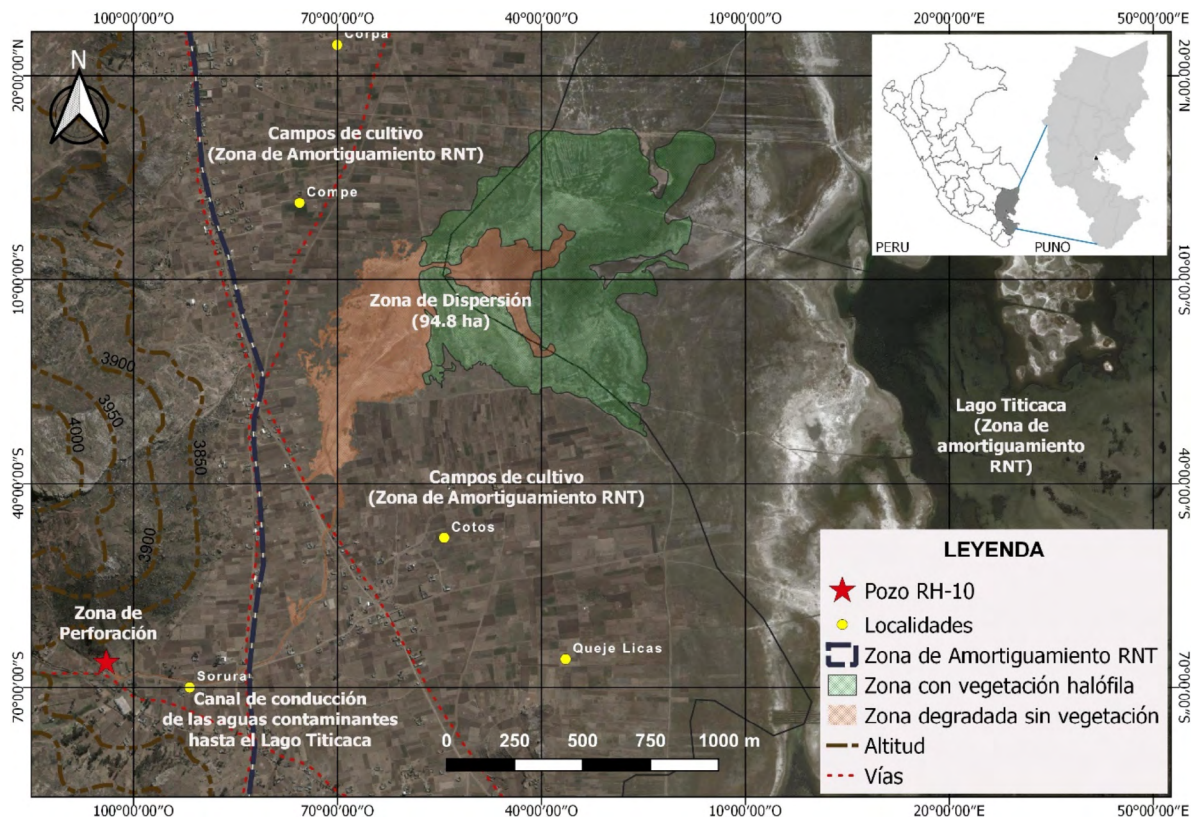 100°00'00"O 70°00'00"O 40°00'00"O 10°00'00"O 20°00'00"O 50°00'00"E
20°00'00"N
20°00'00"N
N
Corpa
Campos de cultivo
(Zona de Amortiguamiento RNT)
Compe
PERU
PUNO
10°00'00"S
10°00'00"S
Zona de Dispersión
(94.8 ha)
3900
3950
4000
3850
3900
Lago Titicaca
(Zona de
amortiguamiento
RNT)
40°00'00"S
40°00'00"S
Campos de cultivo
(Zona de Amortiguamiento RNT)
Cotos
Zona de
Perforación
Queje Licas
Sorura
Canal de conducción
de las aguas contaminantes
hasta el Lago Titicaca
70°00'00"S
70°00'00"S
0 250 500 750 1000 m
LEYENDA
Pozo RH-10
Localidades
Zona de Amortiguamiento RNT
Zona con vegetación halófila
Zona degradada sin vegetación
Altitud
Vías
100°00'00"O 70°00'00"O 40°00'00"O 10°00'00"O 20°00'00"O 50°00'00"E